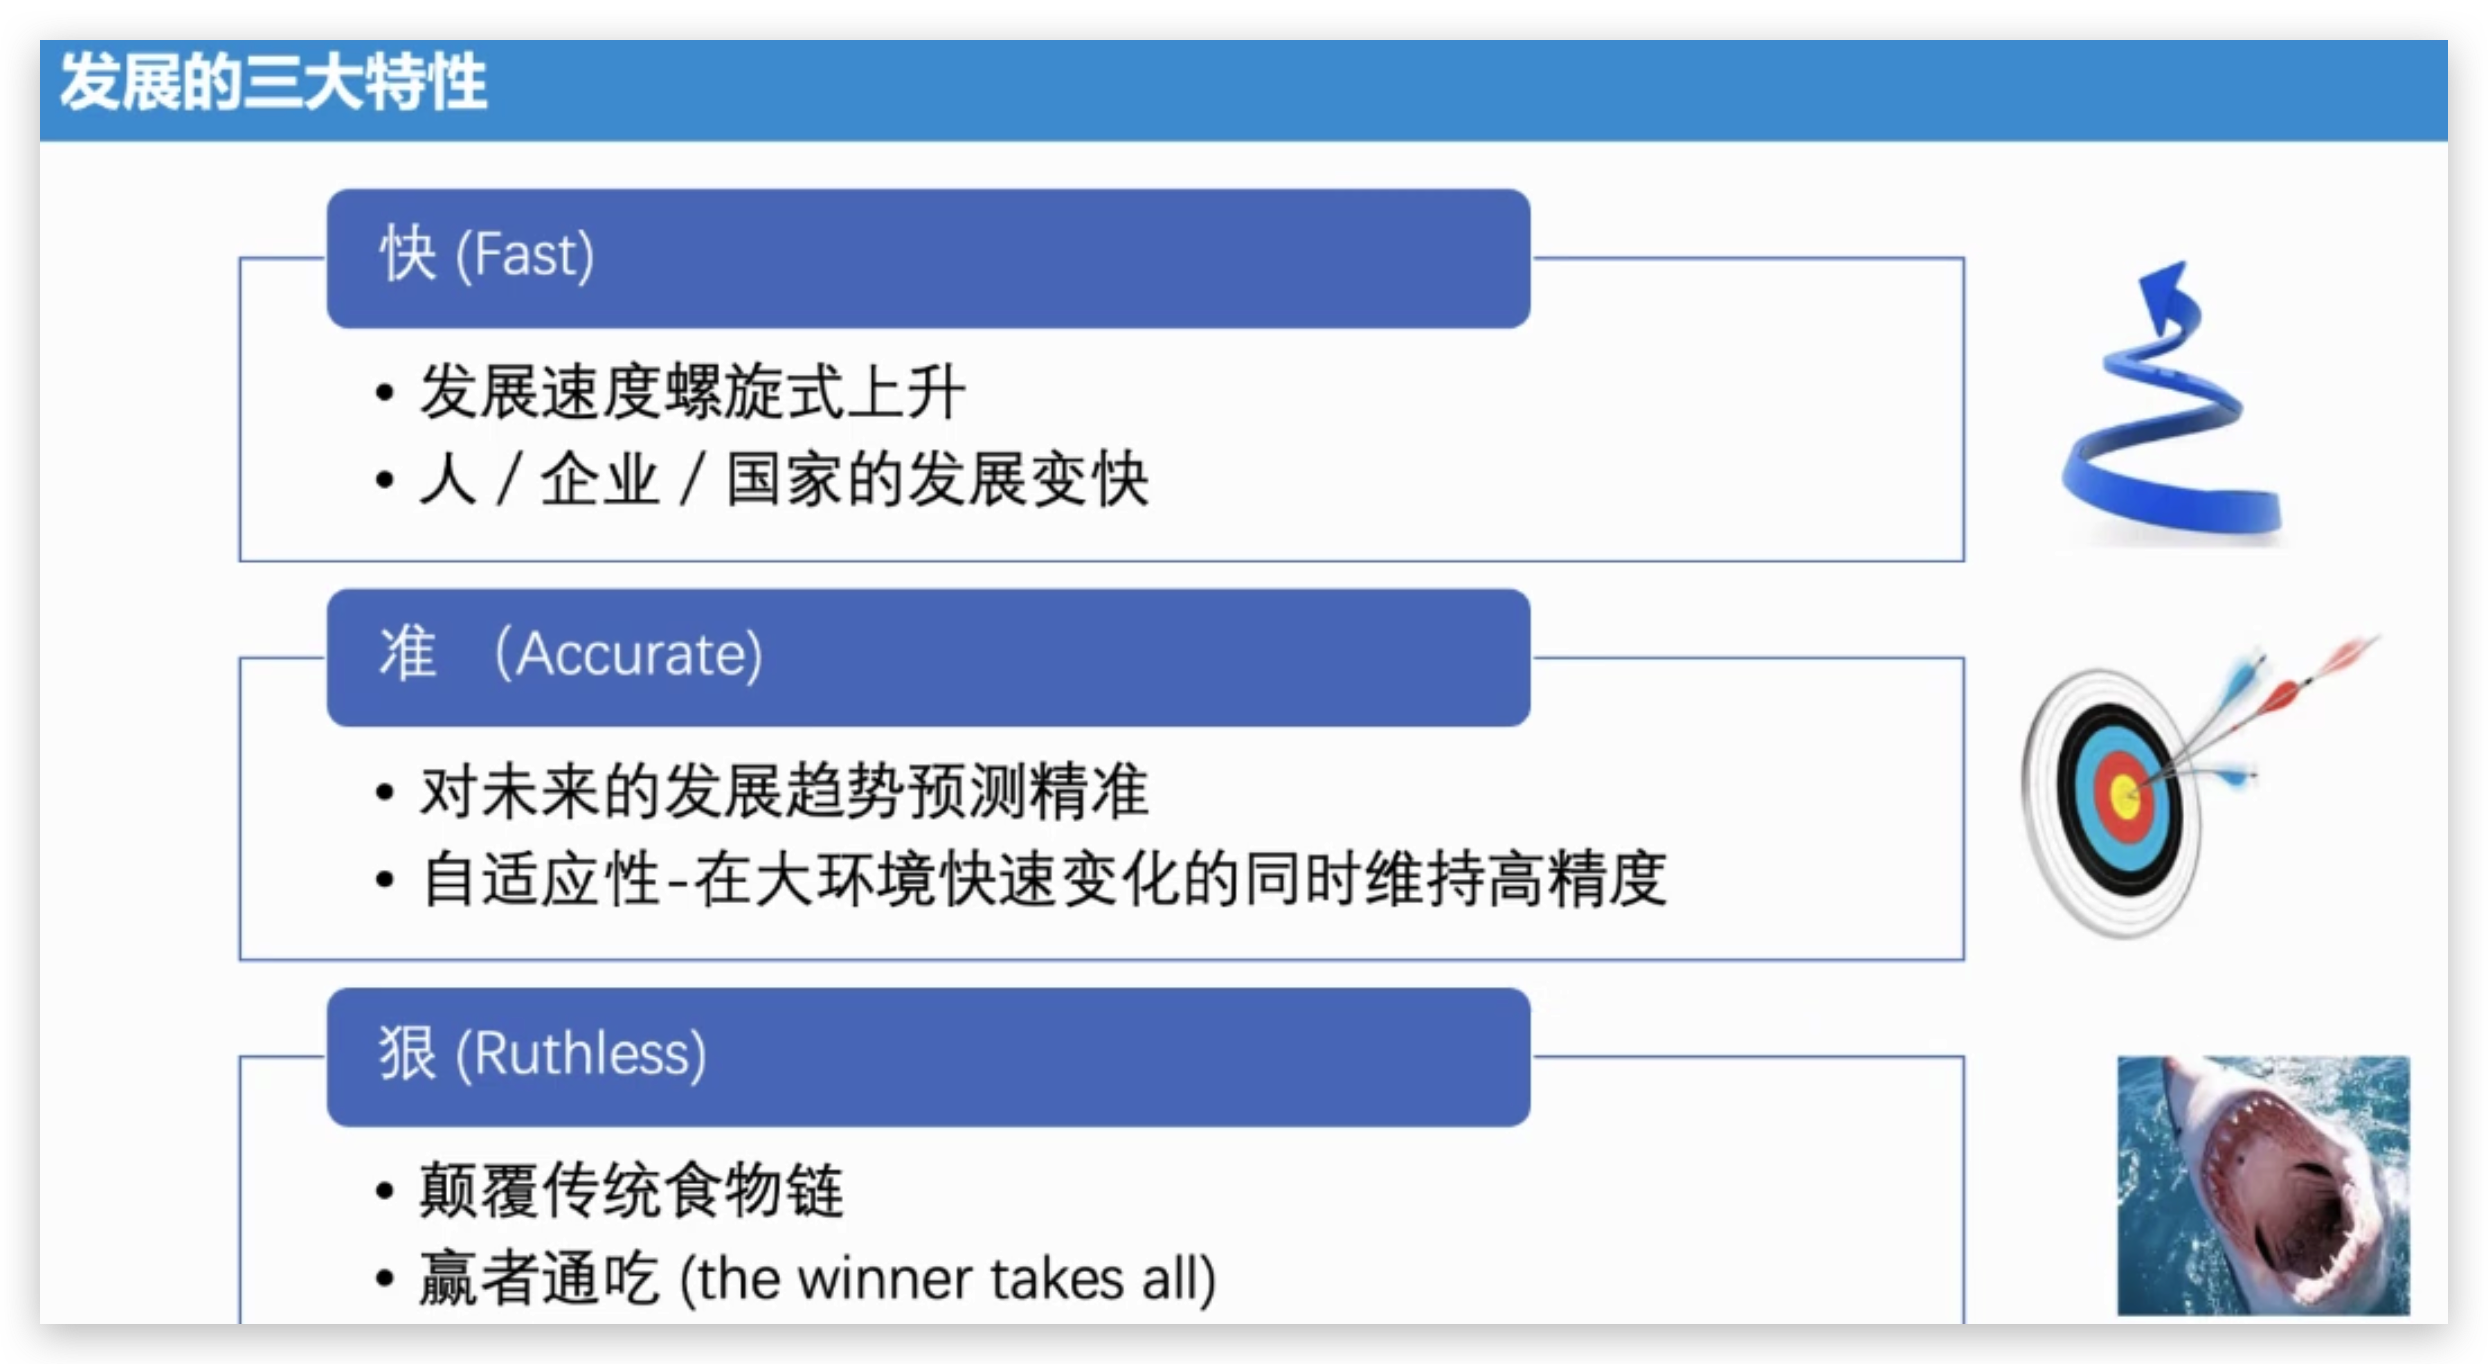 发展的三大特性
快 (Fast)
• 发展速度螺旋式上升
• 人 / 企业 / 国家的发展变快
准 （Accurate)
• 对未来的发展趋势预测精准
• 自适应性-在大环境快速变化的同时维持高精度
狠 (Ruthless)
• 颠覆传统食物链
• 赢者通吃 (the winner takes all)